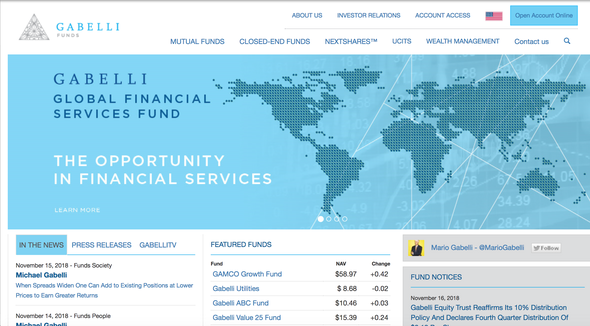 GABELLI
FUNDS
ABOUT US INVESTOR RELATIONS ACCOUNT ACCESS Open Account Online
MUTUAL FUNDS CLOSED-END FUNDS NEXTSHARES™ UCITS WEALTH MANAGEMENT Contact us
GABELLI
GLOBAL FINANCIAL
SERVICES FUND
THE OPPORTUNITY
IN FINANCIAL SERVICES
LEARN MORE
28.24
IN THE NEWS PRESS RELEASES GABELLITV
November 15, 2018 - Funds Society
Michael Gabelli
When Spreads Widen One Can Add to Existing Positions at Lower
Prices to Earn Greater Returns
November 14, 2018 - Funds People
Michael Gabelli
FEATURED FUNDS
Fund NAV Change
GAMCO Growth Fund $58.97 +0.42
Gabelli Utilities $ 8.68 -0.02
Gabelli ABC Fund $10.46 +0.03
Gabelli Value 25 Fund $15.39 +0.24
Mario Gabelli - @MarioGabelli Follow
FUND NOTICES
November 16, 2018
Gabelli Equity Trust Reaffirms Its 10% Distribution
Policy And Declares Fourth Quarter Distribution Of